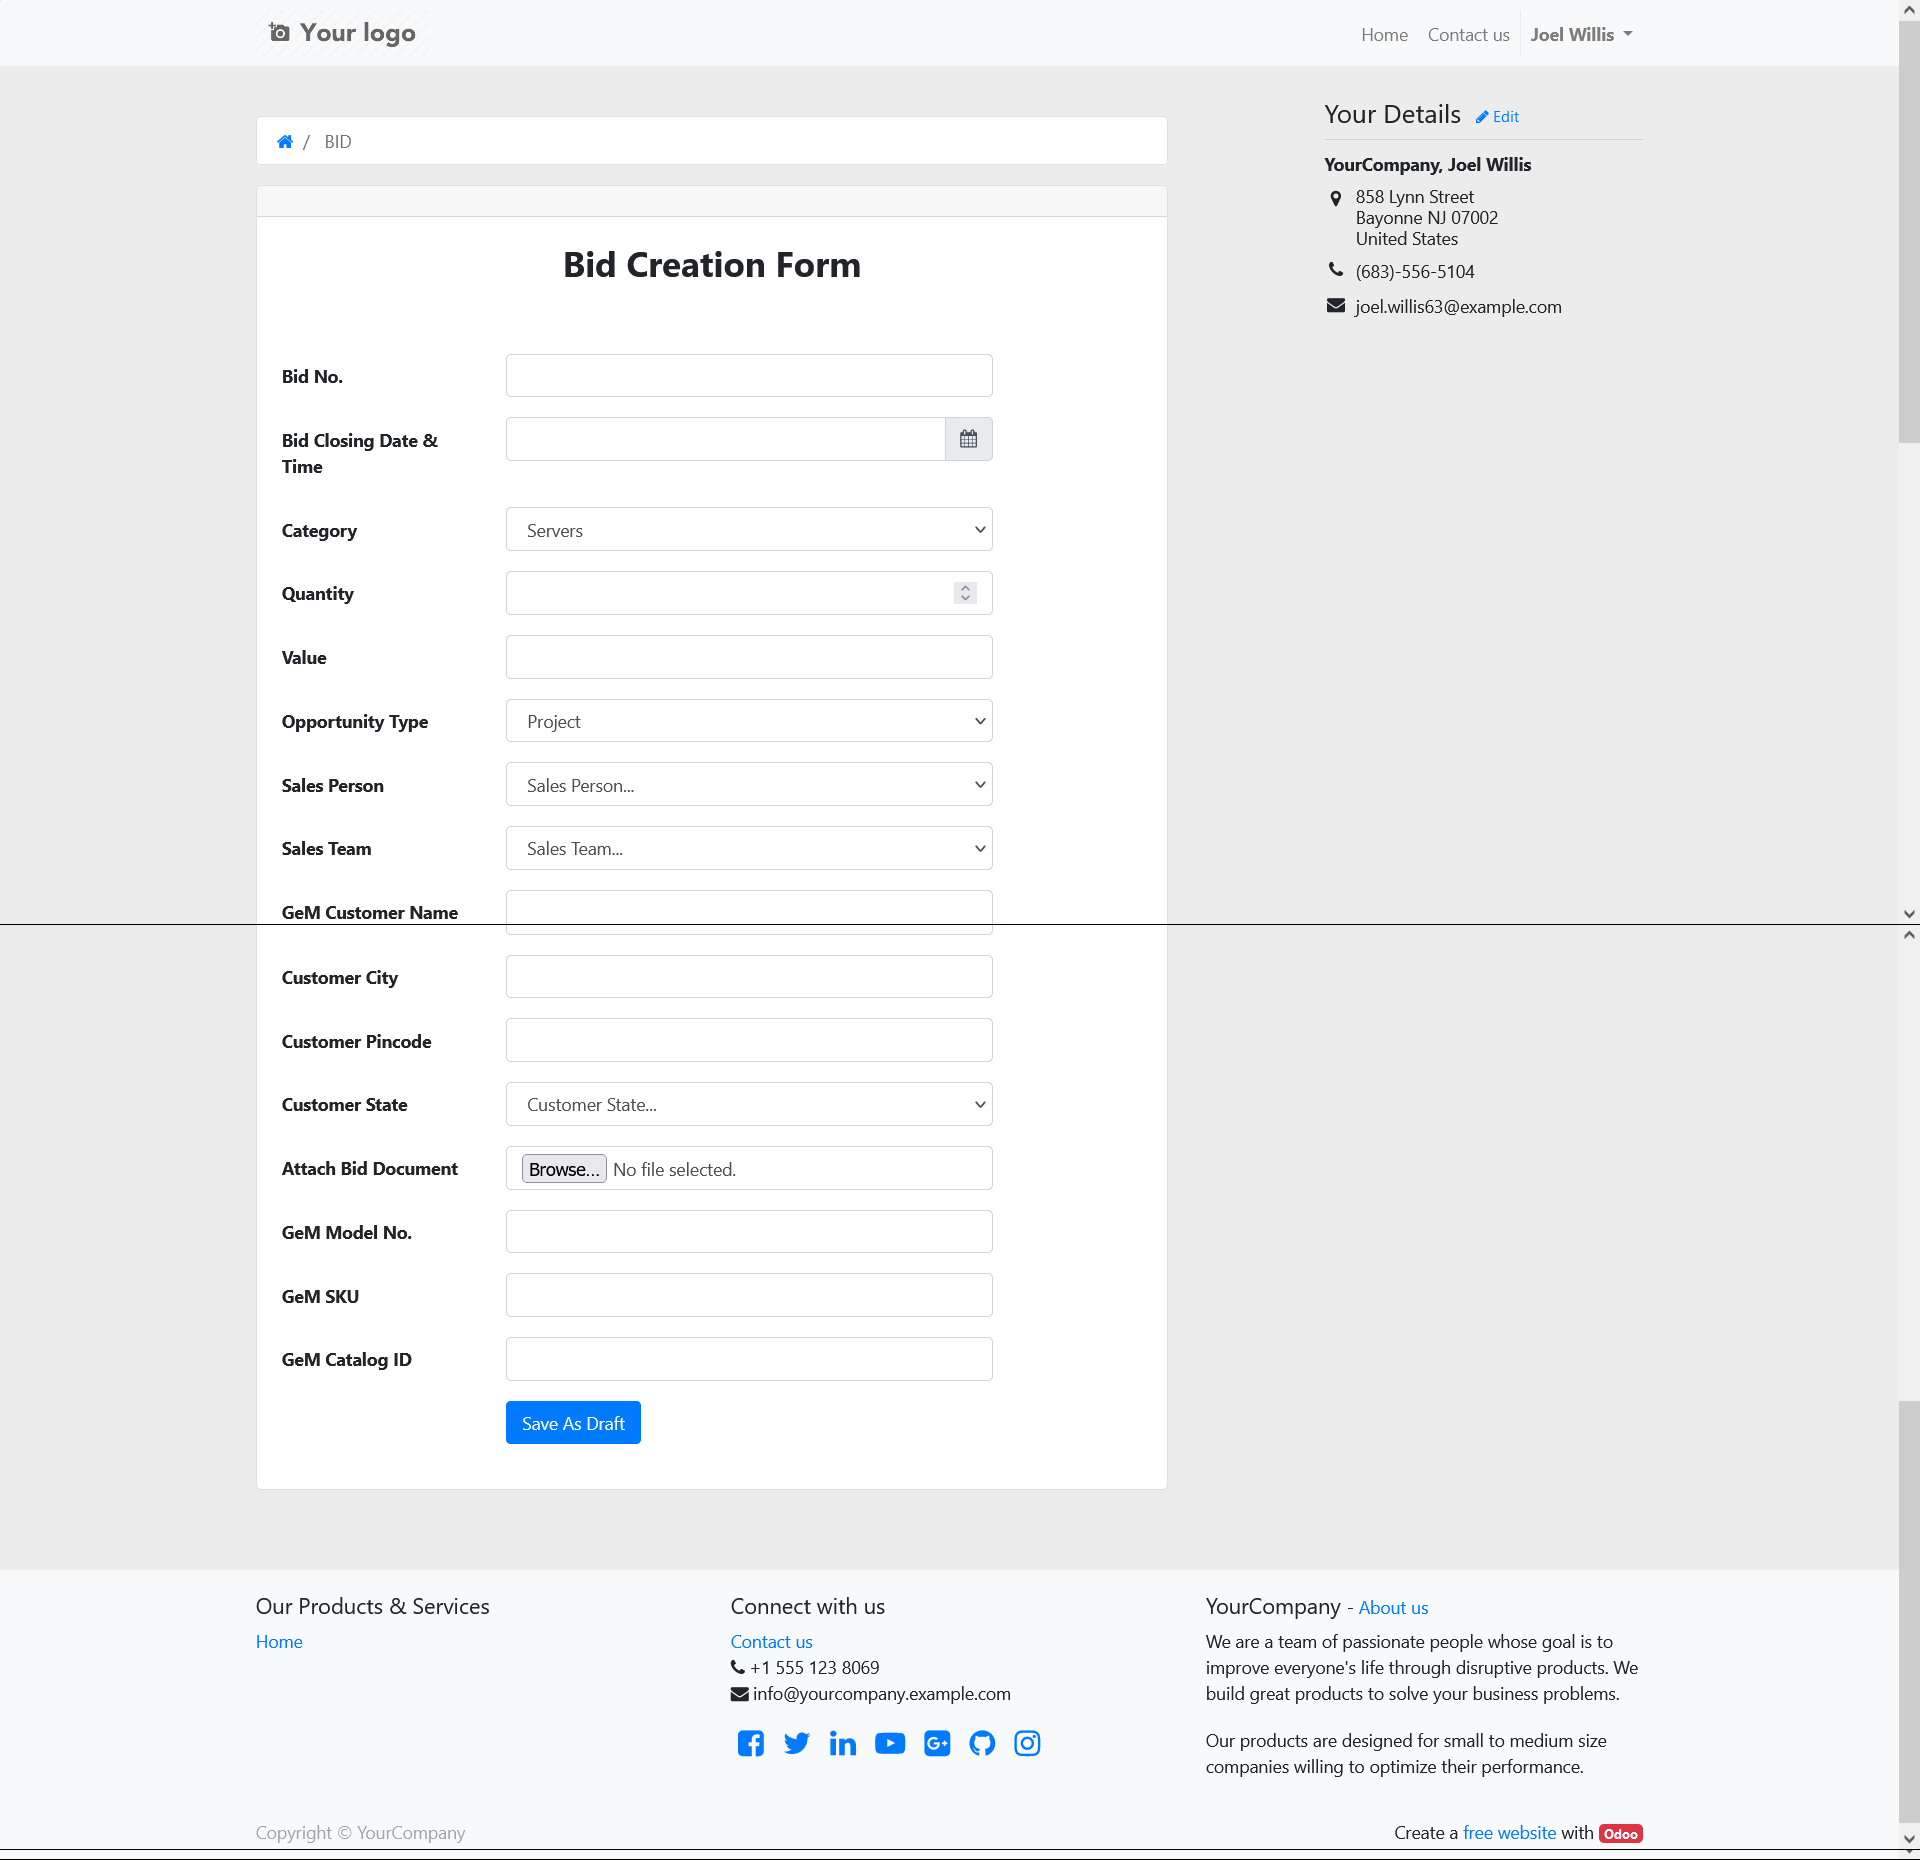 Your logo
Home
Contact us
Joel Willis
/ BID
Your Details
Edit
YourCompany, Joel Willis
858 Lynn Street
Bayonne NJ 07002
United States
(683)-556-5104
joel.willis63@example.com
Bid Creation Form
Bid No.
Bid Closing Date &
Time
Category
Servers
Quantity
Value
Opportunity Type
Project
Sales Person
Sales Person...
Sales Team
Sales Team...
GeM Customer Name
Customer City
Customer Pincode
Customer State
Customer State...
Attach Bid Document
Browse... No file selected.
GeM Model No.
GeM SKU
GeM Catalog ID
Save As Draft
Our Products & Services
Home
Connect with us
Contact us
+1 555 123 8069
info@yourcompany.example.com
YourCompany - About us
We are a team of passionate people whose goal is to
improve everyone's life through disruptive products. We
build great products to solve your business problems.
Our products are designed for small to medium size
companies willing to optimize their performance.
Copyright © YourCompany
Create a free website with Odoo